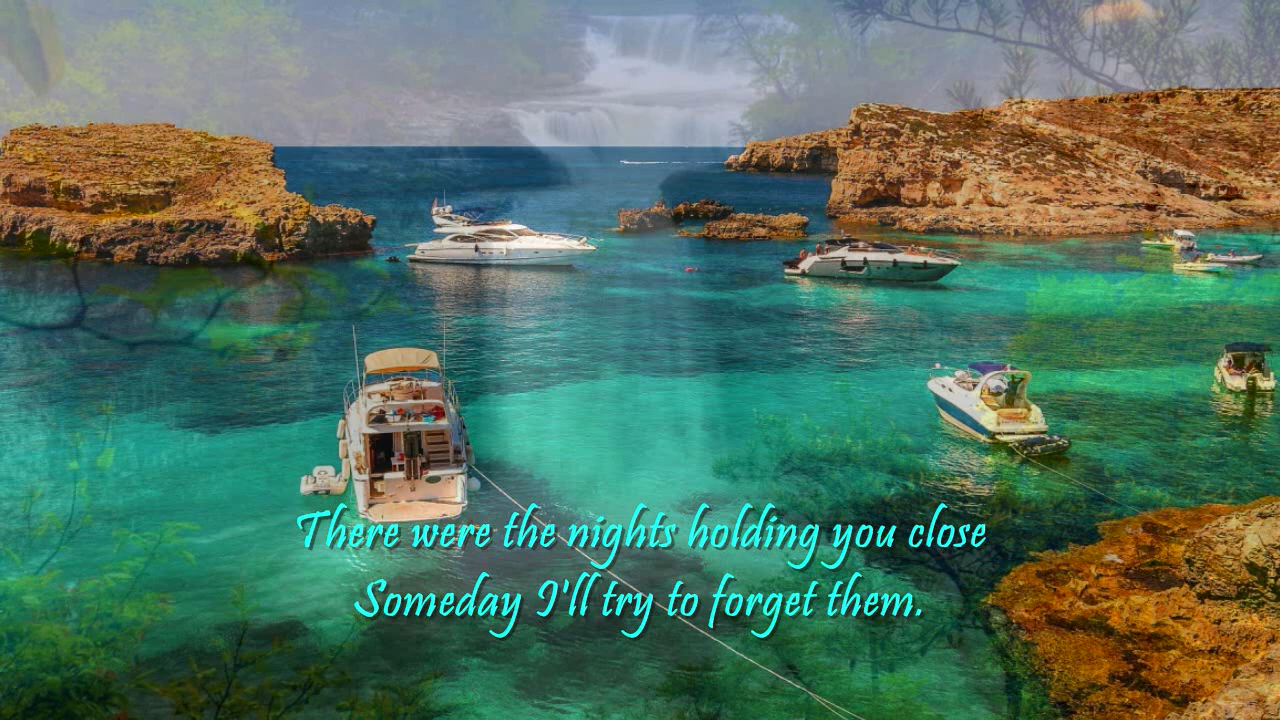 There were the nights holding you close
Someday I'll try to forget them.